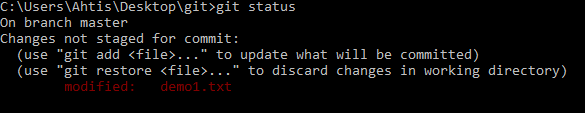 C:\Users\Ahtis\Desktop\git>git status
On branch master
Changes not staged for commit:
  (use "git add <file>..." to update what will be committed)
  (use "git restore <file>..." to discard changes in working directory)
        modified:   demo1.txt